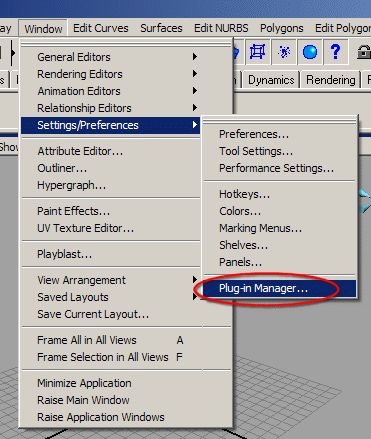 ay Window Edit Curves Surfaces Edit NURBS Polygons Edit Polygon
Dynamics Rendering
Sho
General Editors
Rendering Editors
Animation Editors
Relationship Editors
Settings/Preferences
Attribute Editor...
Outliner...
Hypergraph...
Paint Effects...
UV Texture Editor...
Playblast...
View Arrangement
Saved Layouts
Save Current Layout...
Frame All in All Views A
Frame Selection in All Views F
Minimize Application
Raise Main Window
Raise Application Windows
Preferences...
Tool Settings...
Performance Settings...
Hotkeys...
Colors...
Marking Menus...
Shelves...
Panels...
Plug-in Manager...